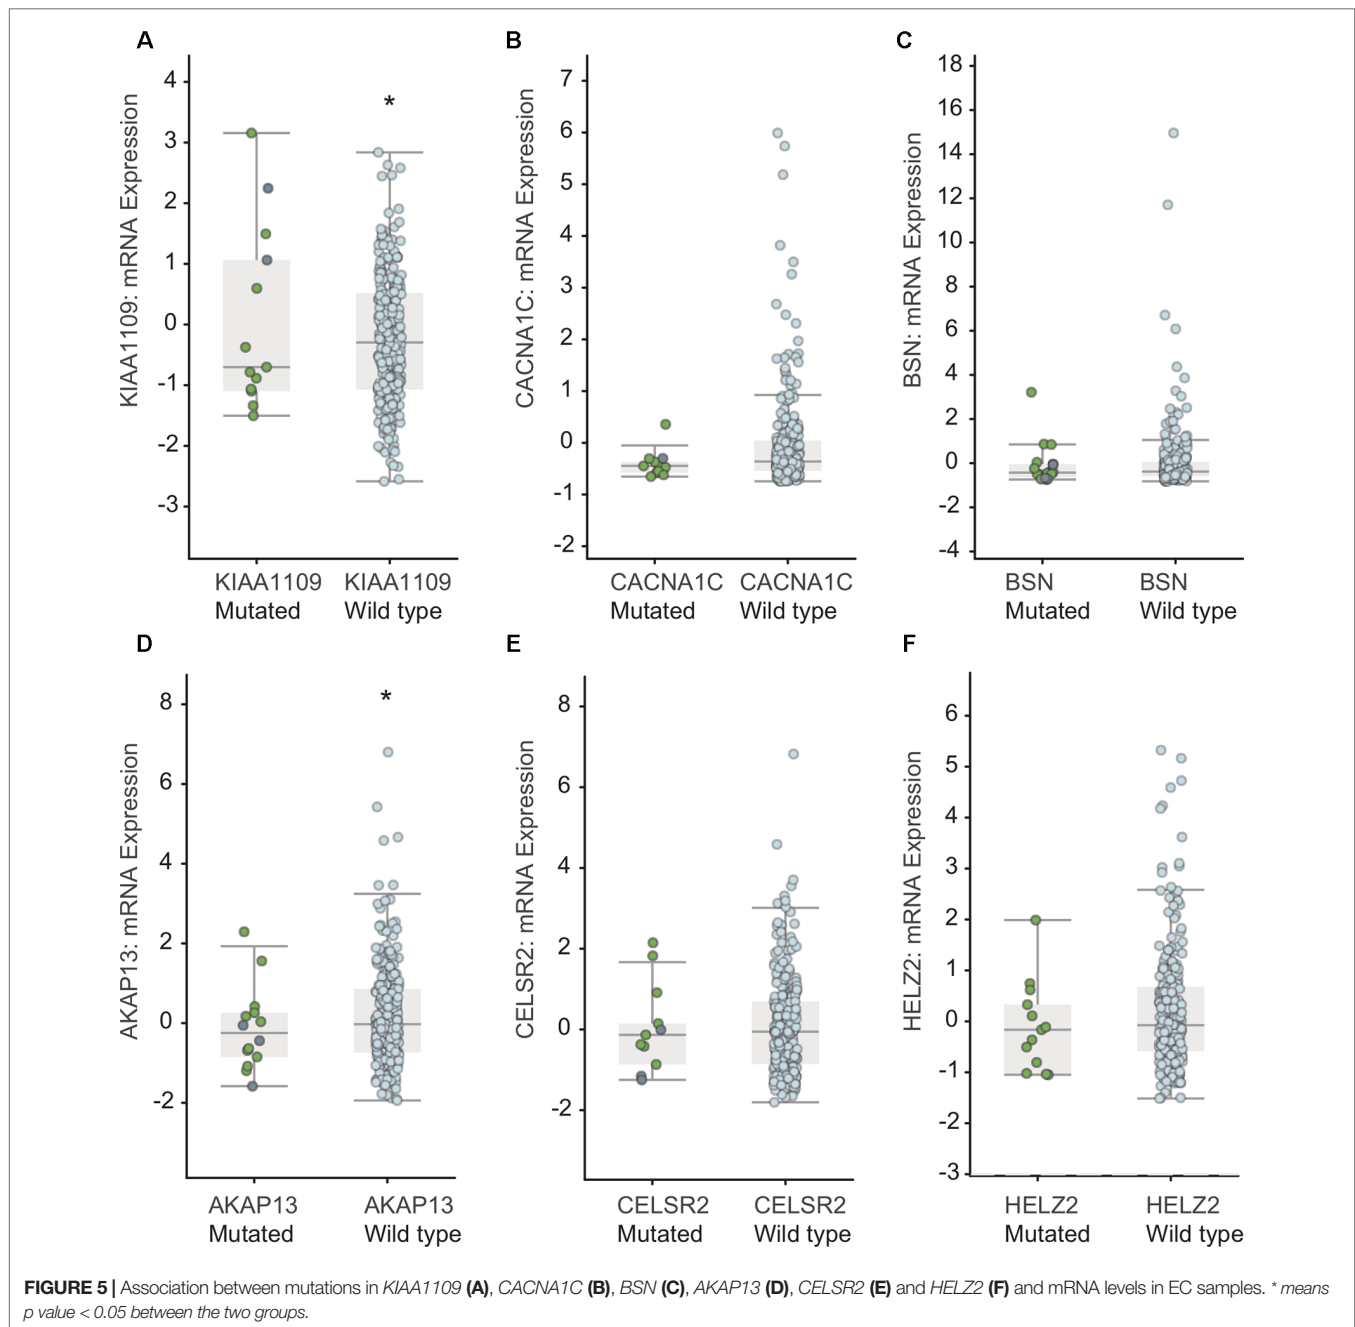 A
KIAA1109: mRNA Expression
4
3
2
1
0
-1
-2
-3
*
KIAA1109 Mutated
KIAA1109 Wild type
B
CACNA1C: mRNA Expression
7
6
5
4
3
2
1
0
-1
-2
CACNA1C Mutated
CACNA1C Wild type
C
BSN: mRNA Expression
18
16
14
12
10
8
6
4
2
0
-2
-4
BSN Mutated
BSN Wild type
D
AKAP13: mRNA Expression
8
6
4
2
0
-2
*
AKAP13 Mutated
AKAP13 Wild type
E
CELSR2: mRNA Expression
8
6
4
2
0
-2
CELSR2 Mutated
CELSR2 Wild type
F
HELZ2: mRNA Expression
6
5
4
3
2
1
0
-1
-2
-3
HELZ2 Mutated
HELZ2 Wild type
FIGURE 5 | Association between mutations in KIAA1109 (A), CACNA1C (B), BSN (C), AKAP13 (D), CELSR2 (E) and HELZ2 (F) and mRNA levels in EC samples. * means
p value < 0.05 between the two groups.